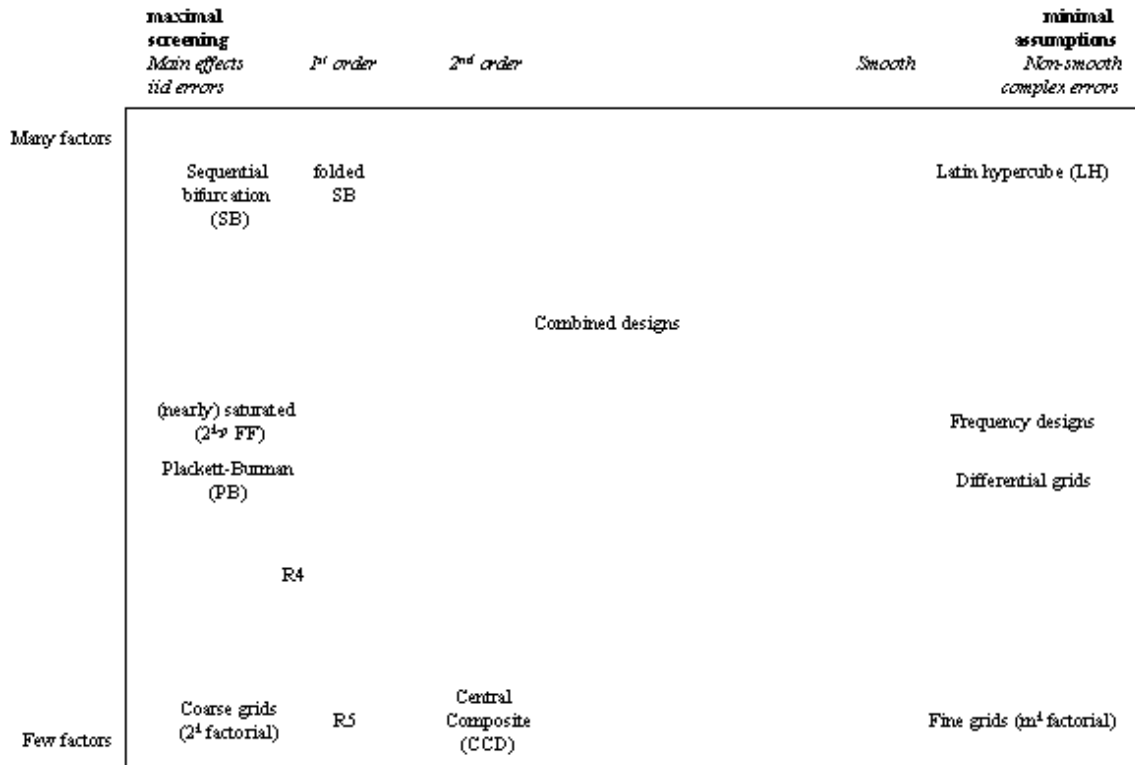 maximal
screening
Main effects
iid errors
1st order
2nd order
Smooth
minimal
assumptions
Non-smooth
complex errors
Many factors
Sequential
bifurcation
(SB)
folded
SB
Latin hypercube (LH)
Combined designs
(nearly) saturated
(2ᵏ⁻ᵖ FF)
Frequency designs
Plackett-Burman
(PB)
Differential grids
R4
Coarse grids
(2ᵏ factorial)
R5
Central
Composite
(CCD)
Fine grids (mᵏ factorial)
Few factors